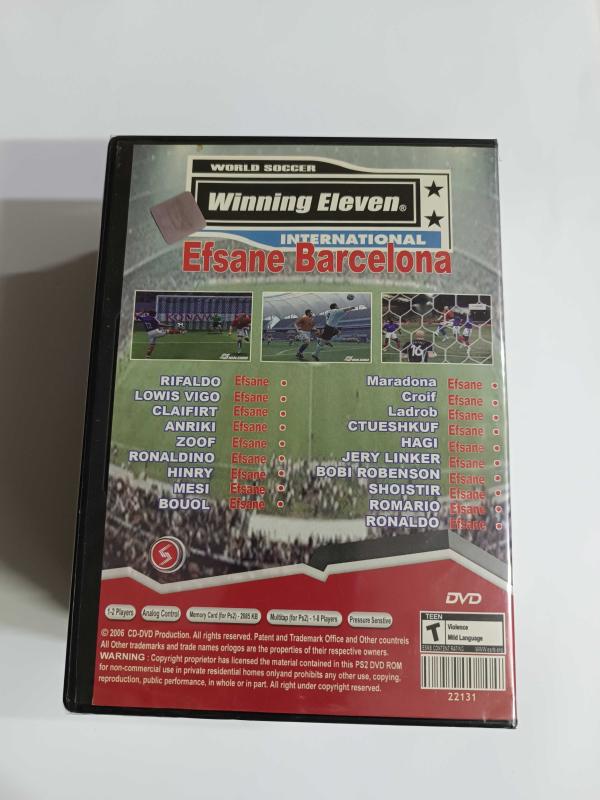 WORLD SOCCER
Winning Eleven®
INTERNATIONAL
Efsane Barcelona
KONAMI
RIFALDO Efsane
LOWIS VIGO Efsane
CLAIFIRT Efsane
ANRIKI Efsane
ZOOF Efsane
RONALDINO Efsane
HINRY Efsane
MESI Efsane
BOUOL Efsane
Maradona Efsane
Croif Efsane
Ladrob Efsane
CTUESHKUF Efsane
HAGI Efsane
JERY LINKER Efsane
BOBI ROBENSON Efsane
SHOISTIR Efsane
ROMARIO Efsane
RONALDO Efsane
S
DVD
1-2 Players
Analog Control
Memory Card (for Ps2) - 2685 KB
Multitap (for Ps2) - 1-8 Players
Pressure Senstive
© 2006 CD-DVD Production. All rights reserved. Patent and Trademark Office and Other countreis
All Other trademarks and trade names orlogos are the properties of their respective owners.
WARNING : Copyright proprietor has licensed the material contained in this PS2 DVD ROM
for non-commercial use in private residential homes onlyand prohibits any other use, copying,
reproduction, public performance, in whole or in part. All right under copyright reserved.
TEEN
T
Violence
Mild Language
ESRB CONTENT RATING
22131